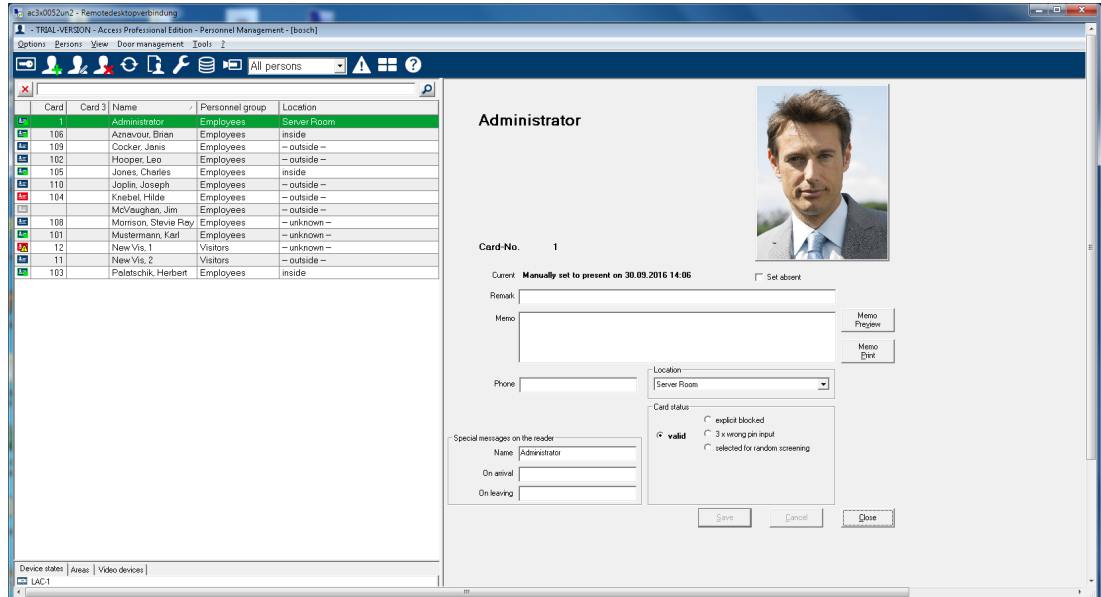 ac3x0052un2 - Remotedesktopverbindung
- TRIAL-VERSION - Access Professional Edition - Personnel Management - [bosch]
Options Persons View Door management Tools ?
All persons
Card Card 3 Name Personnel group Location
1 Administrator Employees Server Room
106 Aznavour, Brian Employees inside
109 Cocker, Janis Employees -- outside --
102 Hooper, Leo Employees -- outside --
105 Jones, Charles Employees inside
110 Joplin, Joseph Employees -- outside --
104 Knebel, Hilde Employees -- outside --
McVaughan, Jim Employees -- outside --
108 Morrison, Stevie Ray Employees -- unknown --
101 Mustermann, Karl Employees -- unknown --
12 New Vis, 1 Visitors -- unknown --
11 New Vis, 2 Visitors -- outside --
103 Palatschik, Herbert Employees inside
Device states Areas Video devices
LAC-1
Administrator
Card-No. 1
Current Manually set to present on 30.09.2016 14:06
Set absent
Remark
Memo
Memo Preview
Memo Print
Phone
Location
Server Room
Card status
valid
explicit blocked
3 x wrong pin input
selected for random screening
Special messages on the reader
Name Administrator
On arrival
On leaving
Save Cancel Close